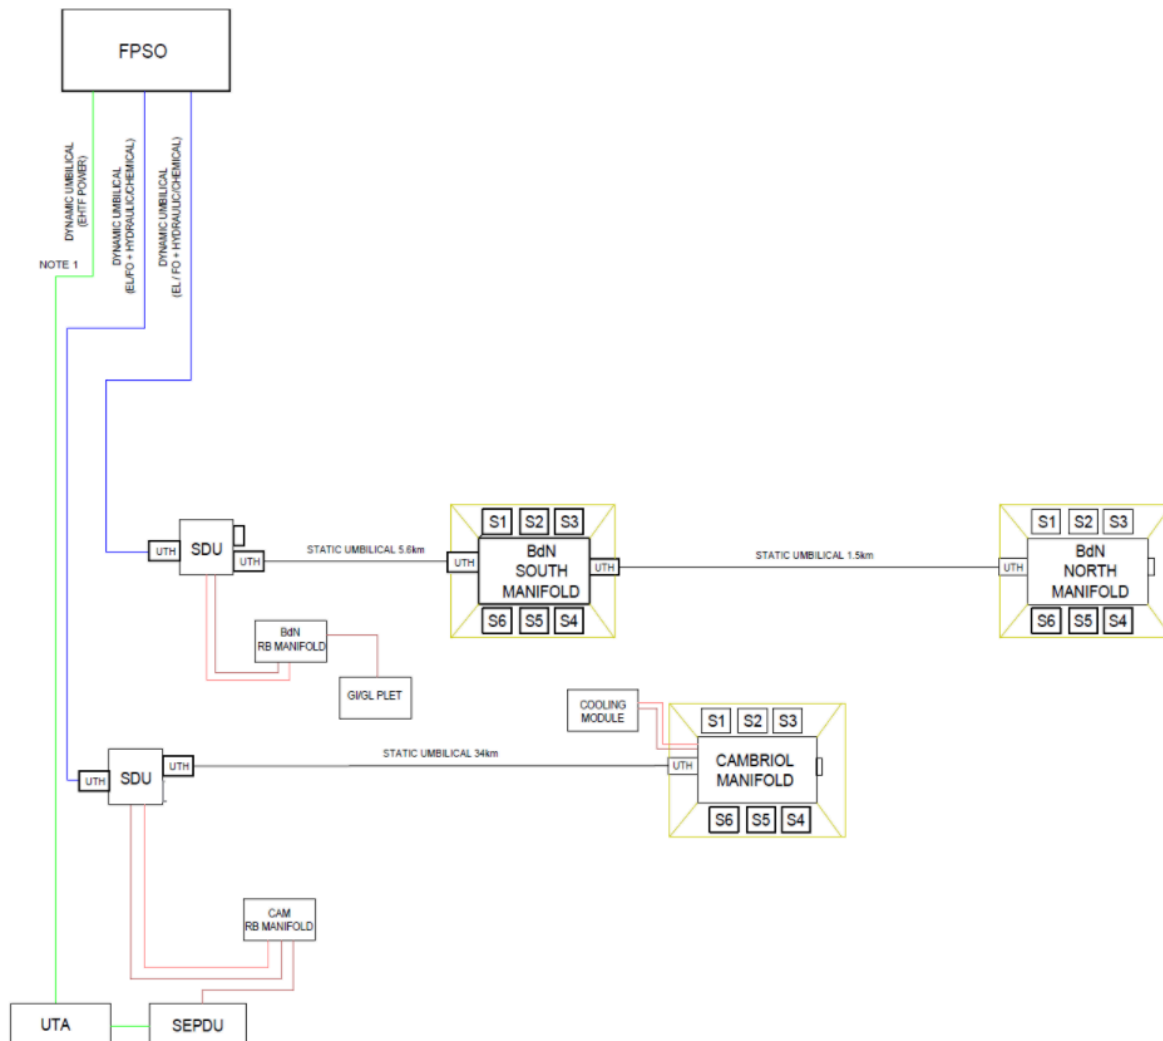 FPSO
DYNAMIC UMBILICAL
(EHTF POWER)
DYNAMIC UMBILICAL
(EL/FO + HYDRAULIC/CHEMICAL)
DYNAMIC UMBILICAL
(EL / FO + HYDRAULIC/CHEMICAL)
NOTE 1
UTH
SDU
UTH
STATIC UMBILICAL 5.6km
UTH
S1 S2 S3
BdN
SOUTH
MANIFOLD
S6 S5 S4
UTH
STATIC UMBILICAL 1.5km
UTH
S1 S2 S3
BdN
NORTH
MANIFOLD
S6 S5 S4
BdN
RB MANIFOLD
GI/GL PLET
COOLING
MODULE
UTH
SDU
UTH
STATIC UMBILICAL 34km
UTH
S1 S2 S3
CAMBRIOL
MANIFOLD
S6 S5 S4
CAM
RB MANIFOLD
UTA
SEPDU